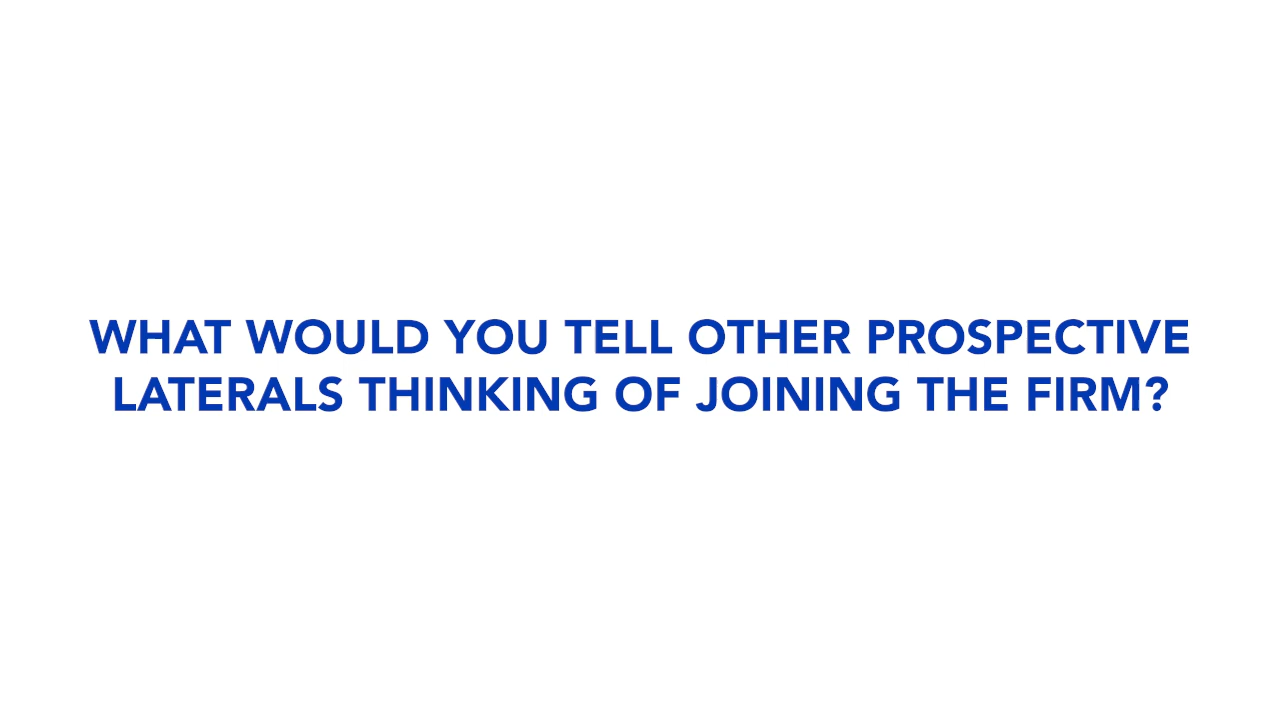 WHAT WOULD YOU TELL OTHER PROSPECTIVE
LATERALS THINKING OF JOINING THE FIRM?